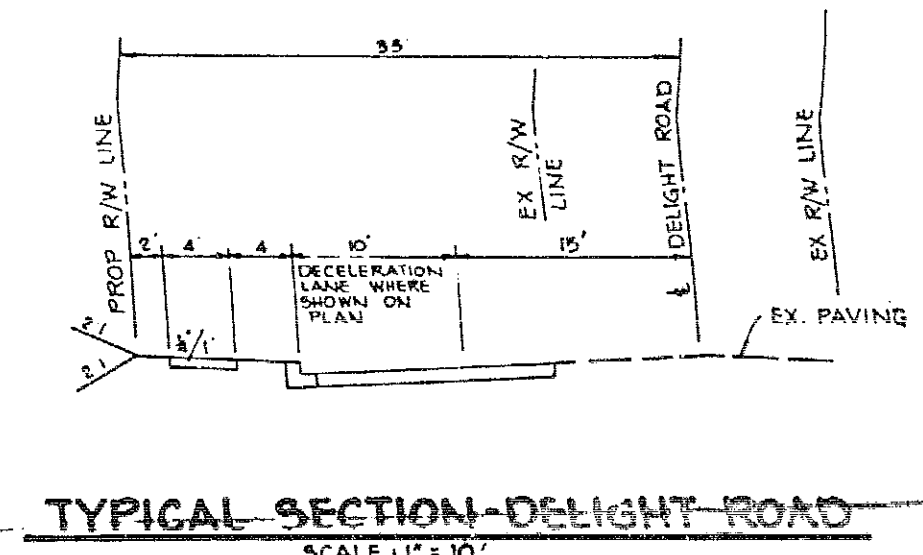 35'
PROP R/W LINE
EX R/W
LINE
DELIGHT ROAD
EX R/W LINE
2' 4' 4 10' 15'
DECELERATION
LANE WHERE
SHOWN ON
PLAN
℄
EX. PAVING
2 1
2 1
TYPICAL SECTION-DELIGHT ROAD
SCALE : 1" = 10'